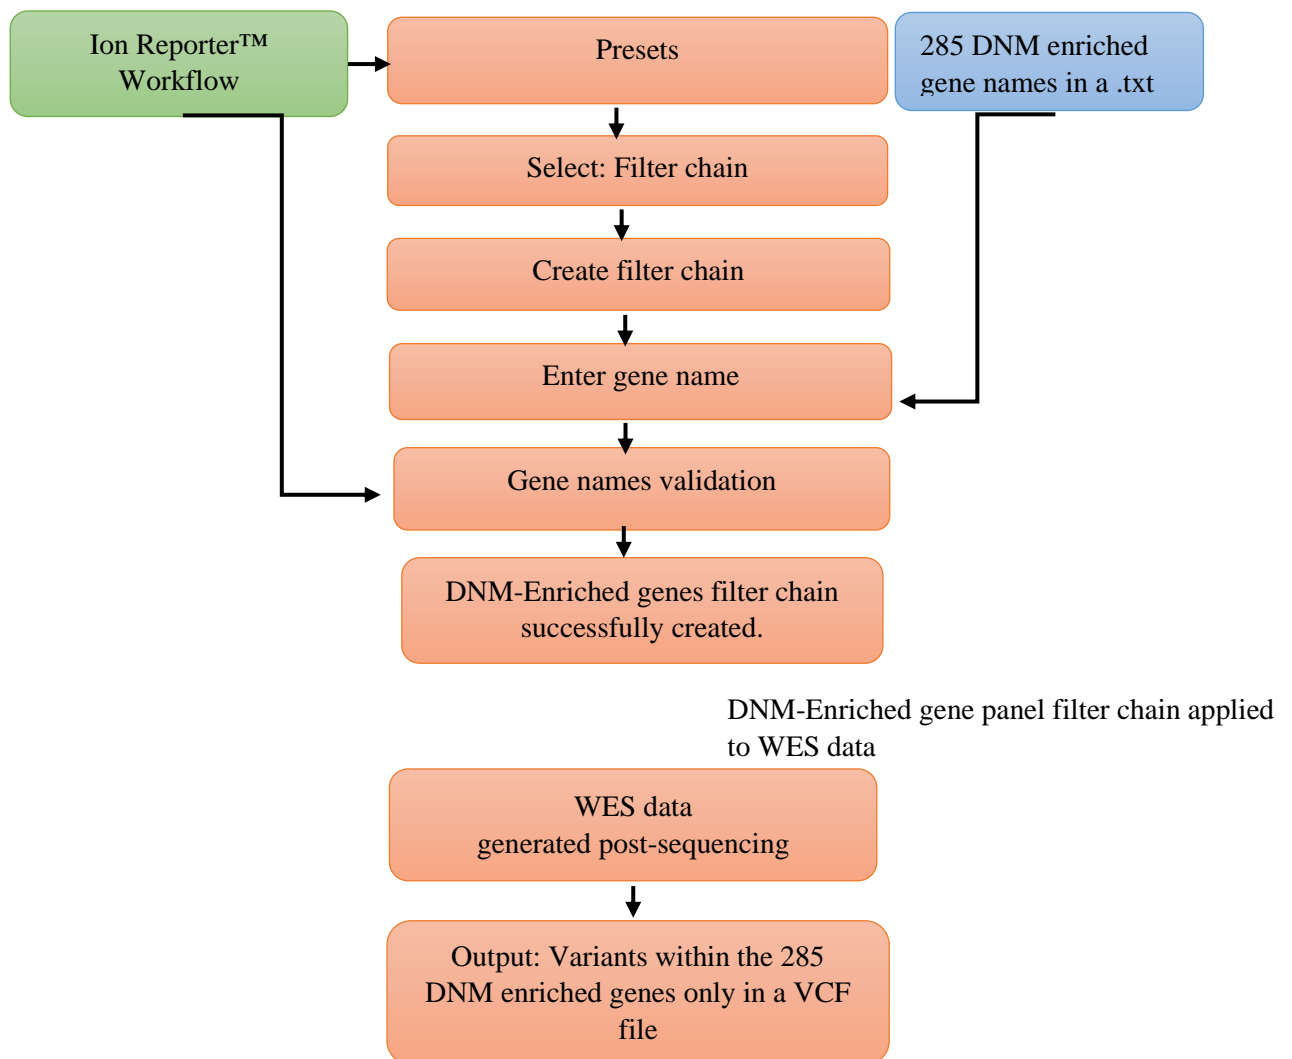 Ion Reporter™
Workflow
Presets
285 DNM enriched
gene names in a .txt
Select: Filter chain
Create filter chain
Enter gene name
Gene names validation
DNM-Enriched genes filter chain
successfully created.
DNM-Enriched gene panel filter chain applied
to WES data
WES data
generated post-sequencing
Output: Variants within the 285
DNM enriched genes only in a VCF
file